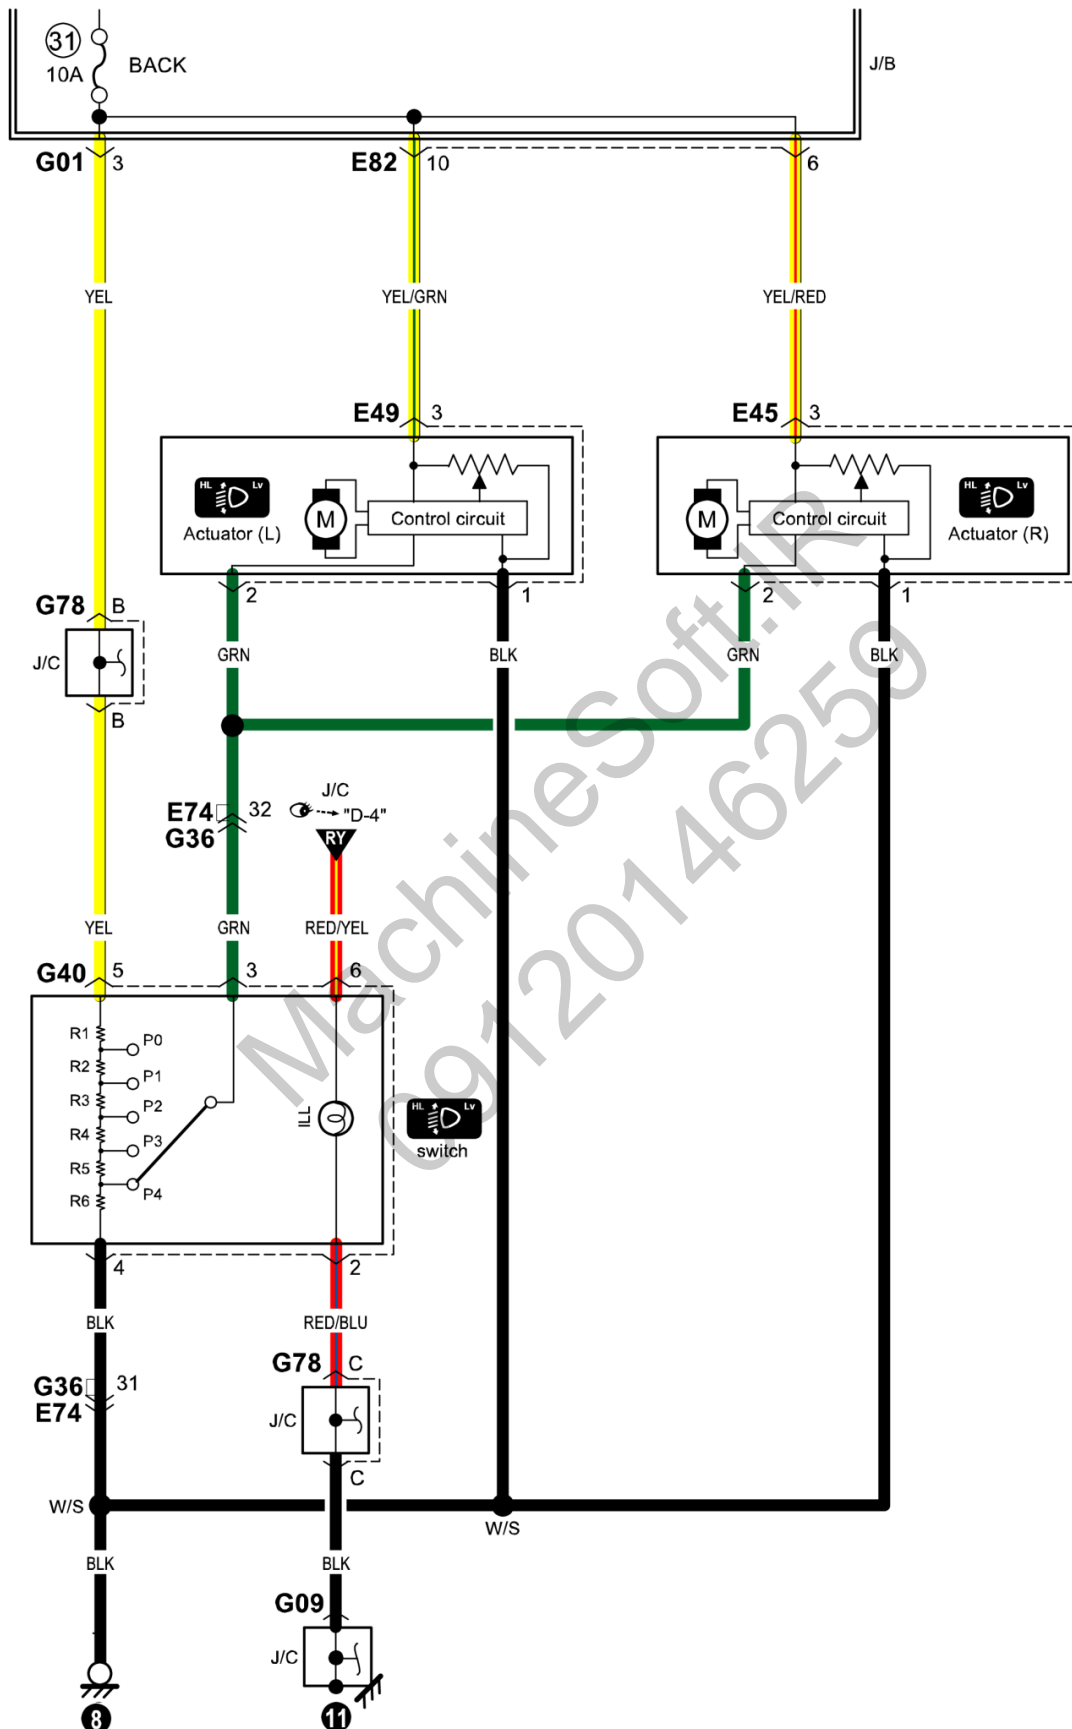 31
10A
BACK
J/B
G01 3
E82 10
6
YEL
YEL/GRN
YEL/RED
E49 3
E45 3
HL Lv
Actuator (L)
M
Control circuit
M
Control circuit
HL Lv
Actuator (R)
2
1
2
1
G78 B
J/C
B
GRN
BLK
GRN
BLK
E74 32
G36
J/C
"D-4"
RY
YEL
GRN
RED/YEL
G40 5
3
6
R1
P0
R2
P1
R3
P2
R4
P3
R5
P4
R6
ILL
HL Lv
switch
4
2
BLK
RED/BLU
G78 C
G36 31
E74
J/C
C
W/S
W/S
BLK
BLK
G09
J/C
8
11
MachineSoft.IR
09120146259